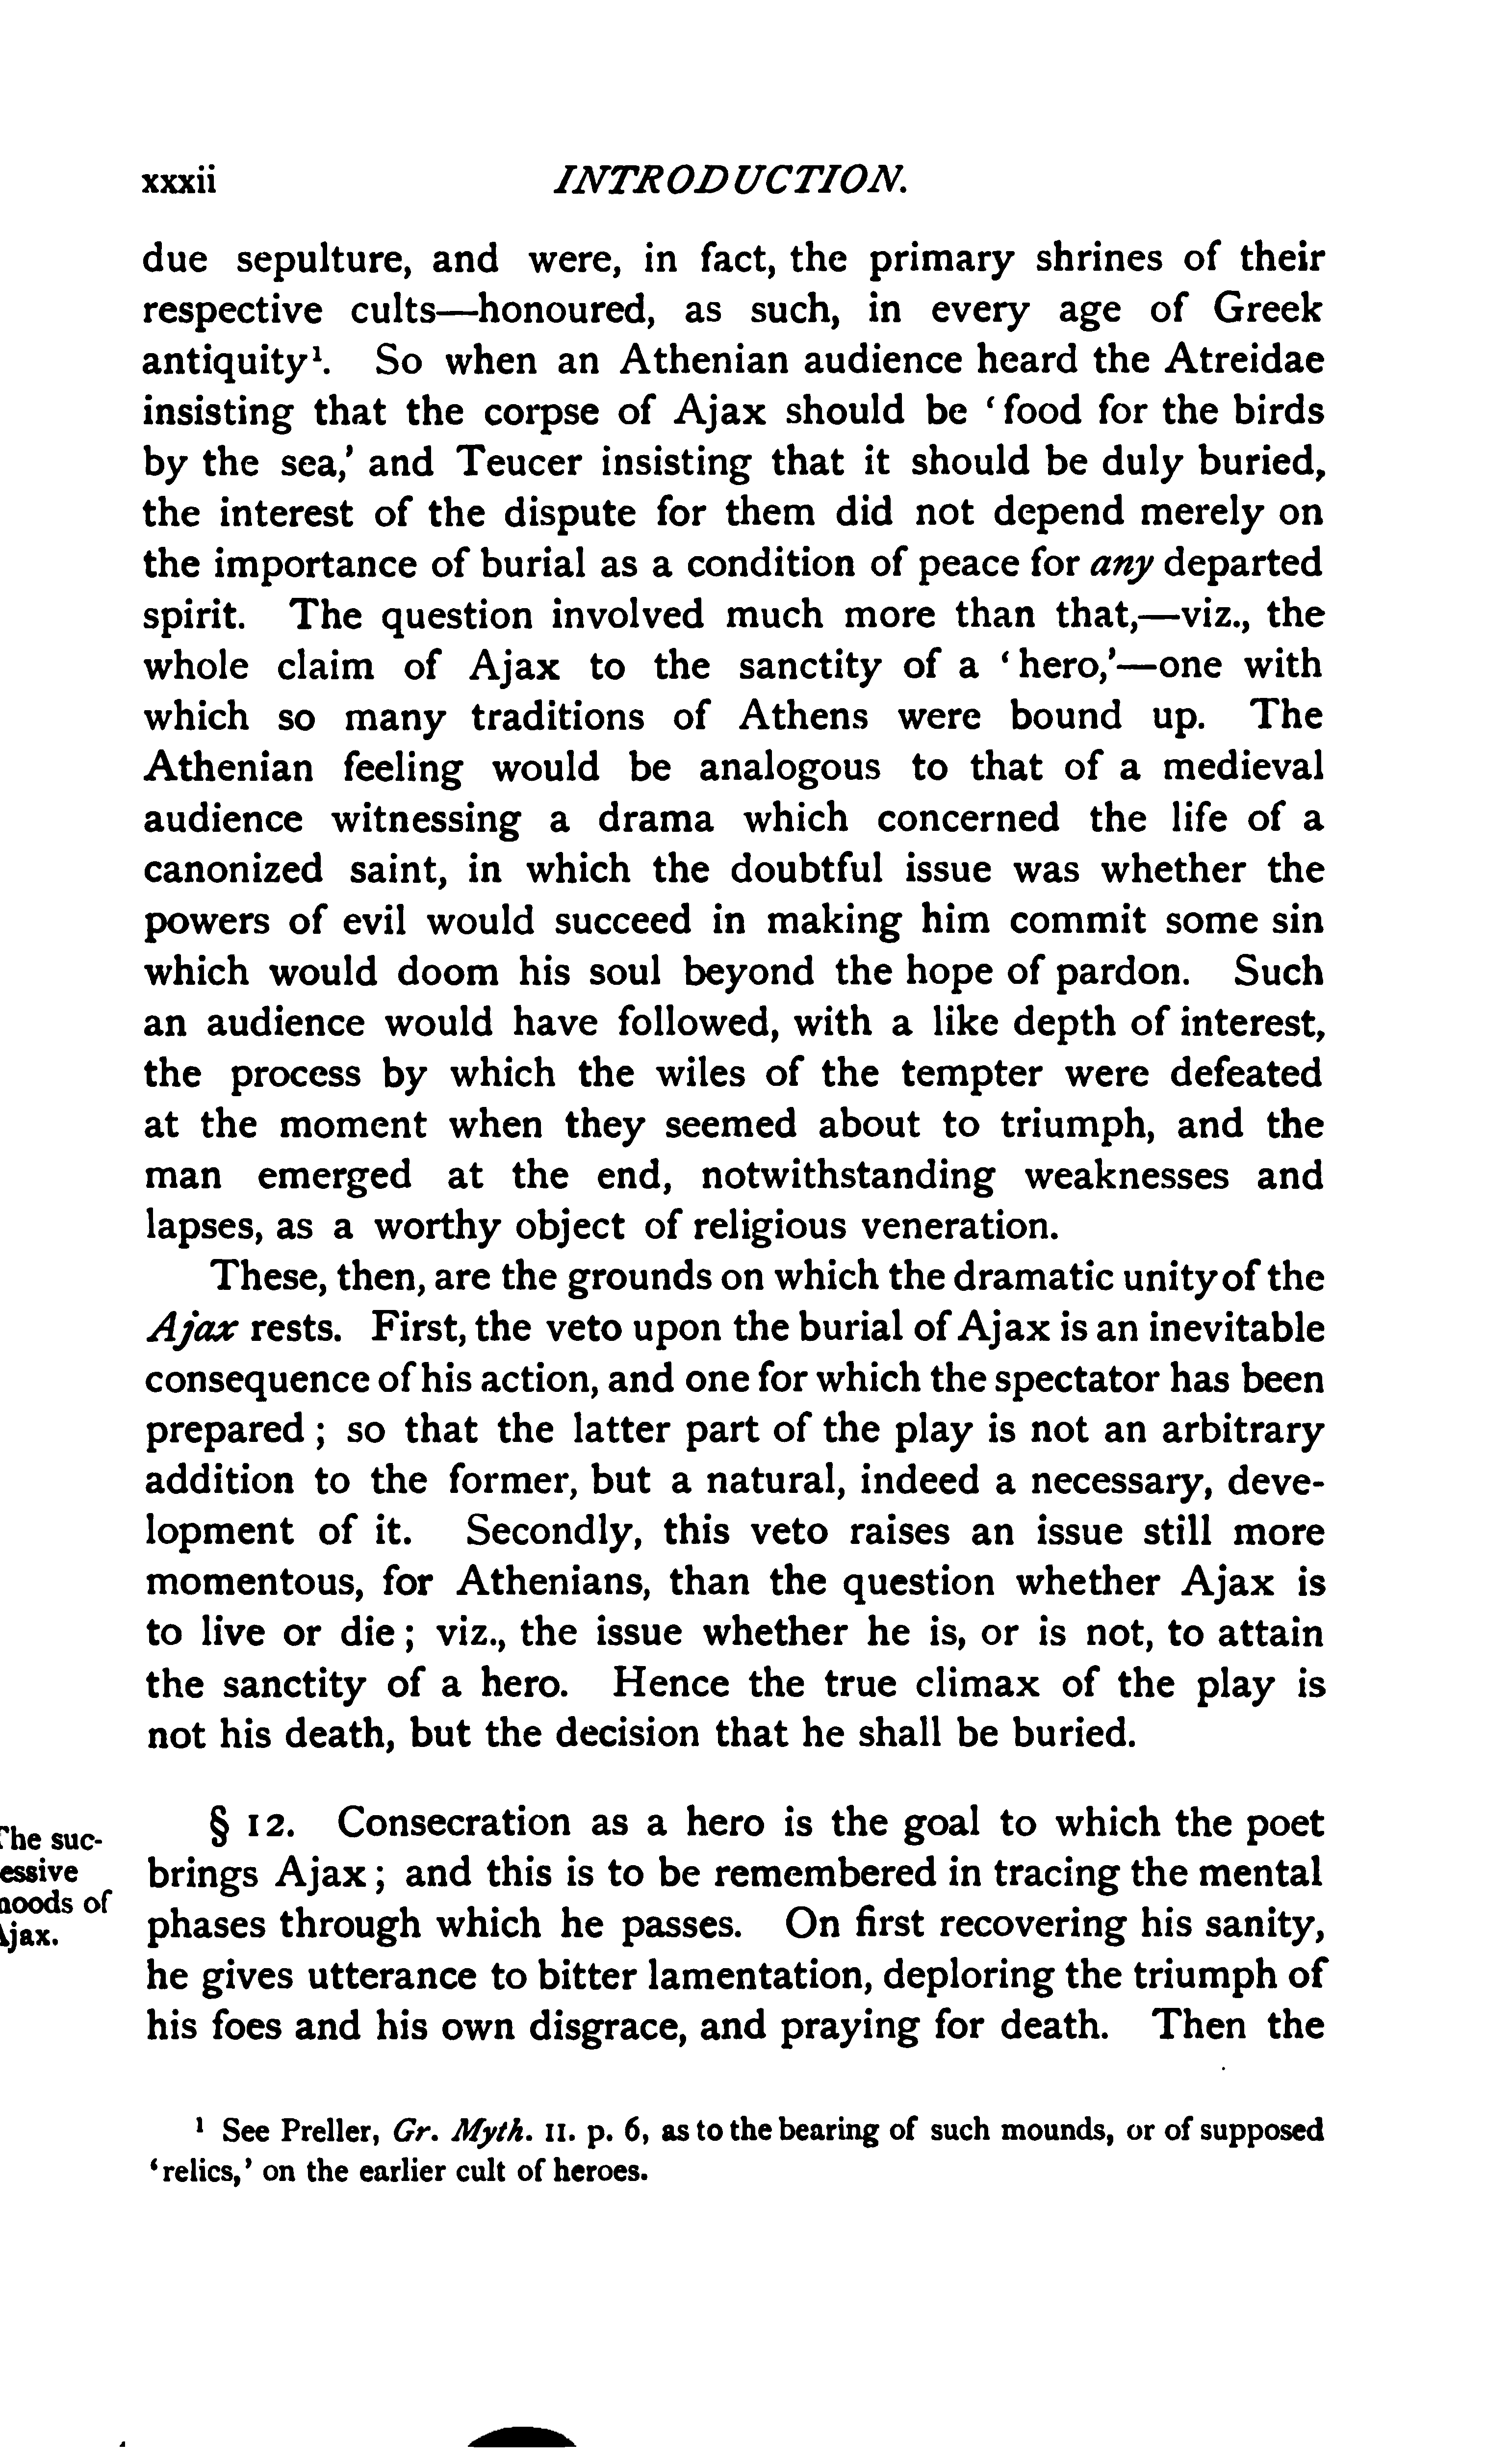 xxxii INTRODUCTION.
due sepulture, and were, in fact, the primary shrines of their
respective cults—honoured, as such, in every age of Greek
antiquity¹. So when an Athenian audience heard the Atreidae
insisting that the corpse of Ajax should be ‘food for the birds
by the sea,’ and Teucer insisting that it should be duly buried,
the interest of the dispute for them did not depend merely on
the importance of burial as a condition of peace for any departed
spirit. The question involved much more than that,—viz., the
whole claim of Ajax to the sanctity of a ‘hero,’—one with
which so many traditions of Athens were bound up. The
Athenian feeling would be analogous to that of a medieval
audience witnessing a drama which concerned the life of a
canonized saint, in which the doubtful issue was whether the
powers of evil would succeed in making him commit some sin
which would doom his soul beyond the hope of pardon. Such
an audience would have followed, with a like depth of interest,
the process by which the wiles of the tempter were defeated
at the moment when they seemed about to triumph, and the
man emerged at the end, notwithstanding weaknesses and
lapses, as a worthy object of religious veneration.
These, then, are the grounds on which the dramatic unity of the
Ajax rests. First, the veto upon the burial of Ajax is an inevitable
consequence of his action, and one for which the spectator has been
prepared; so that the latter part of the play is not an arbitrary
addition to the former, but a natural, indeed a necessary, deve-
lopment of it. Secondly, this veto raises an issue still more
momentous, for Athenians, than the question whether Ajax is
to live or die; viz., the issue whether he is, or is not, to attain
the sanctity of a hero. Hence the true climax of the play is
not his death, but the decision that he shall be buried.
The suc-
essive
moods of
Ajax.
§ 12. Consecration as a hero is the goal to which the poet
brings Ajax; and this is to be remembered in tracing the mental
phases through which he passes. On first recovering his sanity,
he gives utterance to bitter lamentation, deploring the triumph of
his foes and his own disgrace, and praying for death. Then the
¹ See Preller, Gr. Myth. II. p. 6, as to the bearing of such mounds, or of supposed
‘relics,’ on the earlier cult of heroes.